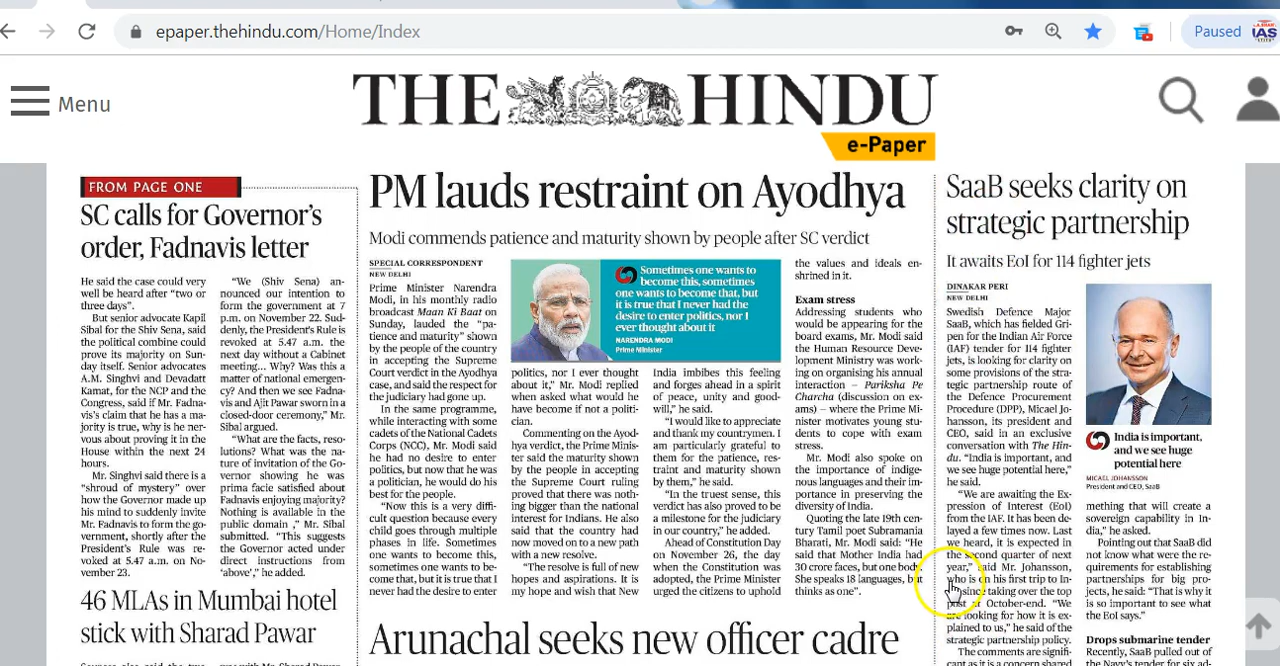 epaper.thehindu.com/Home/Index
Paused
IAS
Menu
THE HINDU
e-Paper
FROM PAGE ONE
SC calls for Governor's
order, Fadnavis letter
He said the case could very
well be heard after "two or
three days".
But senior advocate Kapil
Sibal for the Shiv Sena, said
the political combine could
prove its majority on Sun-
day itself. Senior advocates
A.M. Singhvi and Devadatt
Kamat, for the NCP and the
Congress, said if Mr. Fadna-
vis's claim that he has a ma-
jority is true, why is he ner-
vous about proving it in the
House within the next 24
hours.
Mr. Singhvi said there is a
"shroud of mystery" over
how the Governor made up
his mind to suddenly invite
Mr. Fadnavis to form the go-
vernment, shortly after the
President's Rule was re-
voked at 5.47 a.m. on No-
vember 23.
"We (Shiv Sena) an-
nounced our intention to
form the government at 7
p.m. on November 22. Sud-
denly, the President's Rule is
revoked at 5.47 a.m. the
next day without a Cabinet
meeting... Why? Was this a
matter of national emergen-
cy? And then we see Fadna-
vis and Ajit Pawar sworn in a
closed-door ceremony," Mr.
Sibal argued.
"What are the facts, reso-
lutions? What was the na-
ture of invitation of the Go-
vernor showing he was
prima facie satisfied about
Fadnavis enjoying majority?
Nothing is available in the
public domain ," Mr. Sibal
submitted. "This suggests
the Governor acted under
direct instructions from
'above'," he added.
46 MLAs in Mumbai hotel
stick with Sharad Pawar
PM lauds restraint on Ayodhya
Modi commends patience and maturity shown by people after SC verdict
SPECIAL CORRESPONDENT
NEW DELHI
Prime Minister Narendra
Modi, in his monthly radio
broadcast Maan Ki Baat on
Sunday, lauded the "pa-
tience and maturity" shown
by the people of the country
in accepting the Supreme
Court verdict in the Ayodhya
case, and said the respect for
the judiciary had gone up.
In the same programme,
while interacting with some
cadets of the National Cadets
Corps (NCC), Mr. Modi said
he had no desire to enter
politics, but now that he was
a politician, he would do his
best for the people.
"Now this is a very diffi-
cult question because every
child goes through multiple
phases in life. Sometimes
one wants to become this,
sometimes one wants to be-
come that, but it is true that I
never had the desire to enter
Sometimes one wants to
become this, sometimes
one wants to become that, but
it is true that I never had the
desire to enter politics, nor I
ever thought about it
NARENDRA MODI
Prime Minister
politics, nor I ever thought
about it," Mr. Modi replied
when asked what would he
have become if not a politi-
cian.
Commenting on the Ayod-
hya verdict, the Prime Minis-
ter said the maturity shown
by the people in accepting
the Supreme Court ruling
proved that there was noth-
ing bigger than the national
interest for Indians. He also
said that the country had
now moved on to a new path
with a new resolve.
"The resolve is full of new
hopes and aspirations. It is
my hope and wish that New
India imbibes this feeling
and forges ahead in a spirit
of peace, unity and good-
will," he said.
"I would like to appreciate
and thank my countrymen. I
am particularly grateful to
them for the patience, res-
traint and maturity shown
by them," he said.
"In the truest sense, this
verdict has also proved to be
a milestone for the judiciary
in our country," he added.
Ahead of Constitution Day
on November 26, the day
when the Constitution was
adopted, the Prime Minister
urged the citizens to uphold
the values and ideals en-
shrined in it.
Exam stress
Addressing students who
would be appearing for the
board exams, Mr. Modi said
the Human Resource Deve-
lopment Ministry was work-
ing on organising his annual
interaction – Pariksha Pe
Charcha (discussion on ex-
ams) – where the Prime Mi-
nister motivates young stu-
dents to cope with exam
stress.
Mr. Modi also spoke on
the importance of indige-
nous languages and their im-
portance in preserving the
diversity of India.
Quoting the late 19th cen-
tury Tamil poet Subramania
Bharati, Mr. Modi said: "He
said that Mother India had
30 crore faces, but one body.
She speaks 18 languages, but
thinks as one".
Arunachal seeks new officer cadre
SaaB seeks clarity on
strategic partnership
It awaits EoI for 114 fighter jets
DINAKAR PERI
NEW DELHI
Swedish Defence Major
SaaB, which has fielded Gri-
pen for the Indian Air Force
(IAF) tender for 114 fighter
jets, is looking for clarity on
some provisions of the stra-
tegic partnership route of
the Defence Procurement
Procedure (DPP), Micael Jo-
hansson, its president and
CEO, said in an exclusive
conversation with The Hin-
du. "India is important, and
we see huge potential here,"
he said.
"We are awaiting the Ex-
pression of Interest (EoI)
from the IAF. It has been de-
layed a few times now. Last
we heard, it is expected in
the second quarter of next
year," said Mr. Johansson,
who is on his first trip to In-
since taking over the top
post at October-end. "We
are looking for how it is ex-
plained to us," he said of the
strategic partnership policy.
The comments are signifi-
cant as it is a concern shared
India is important,
and we see huge
potential here
MICAEL JOHANSSON
President and CEO, SaaB
mething that will create a
sovereign capability in In-
dia," he said.
Pointing out that SaaB did
not know what were the re-
quirements for establishing
partnerships for big pro-
jects, he said: "That is why it
is so important to see what
the EoI says."
Drops submarine tender
Recently, SaaB pulled out of
the Navy's tender for six